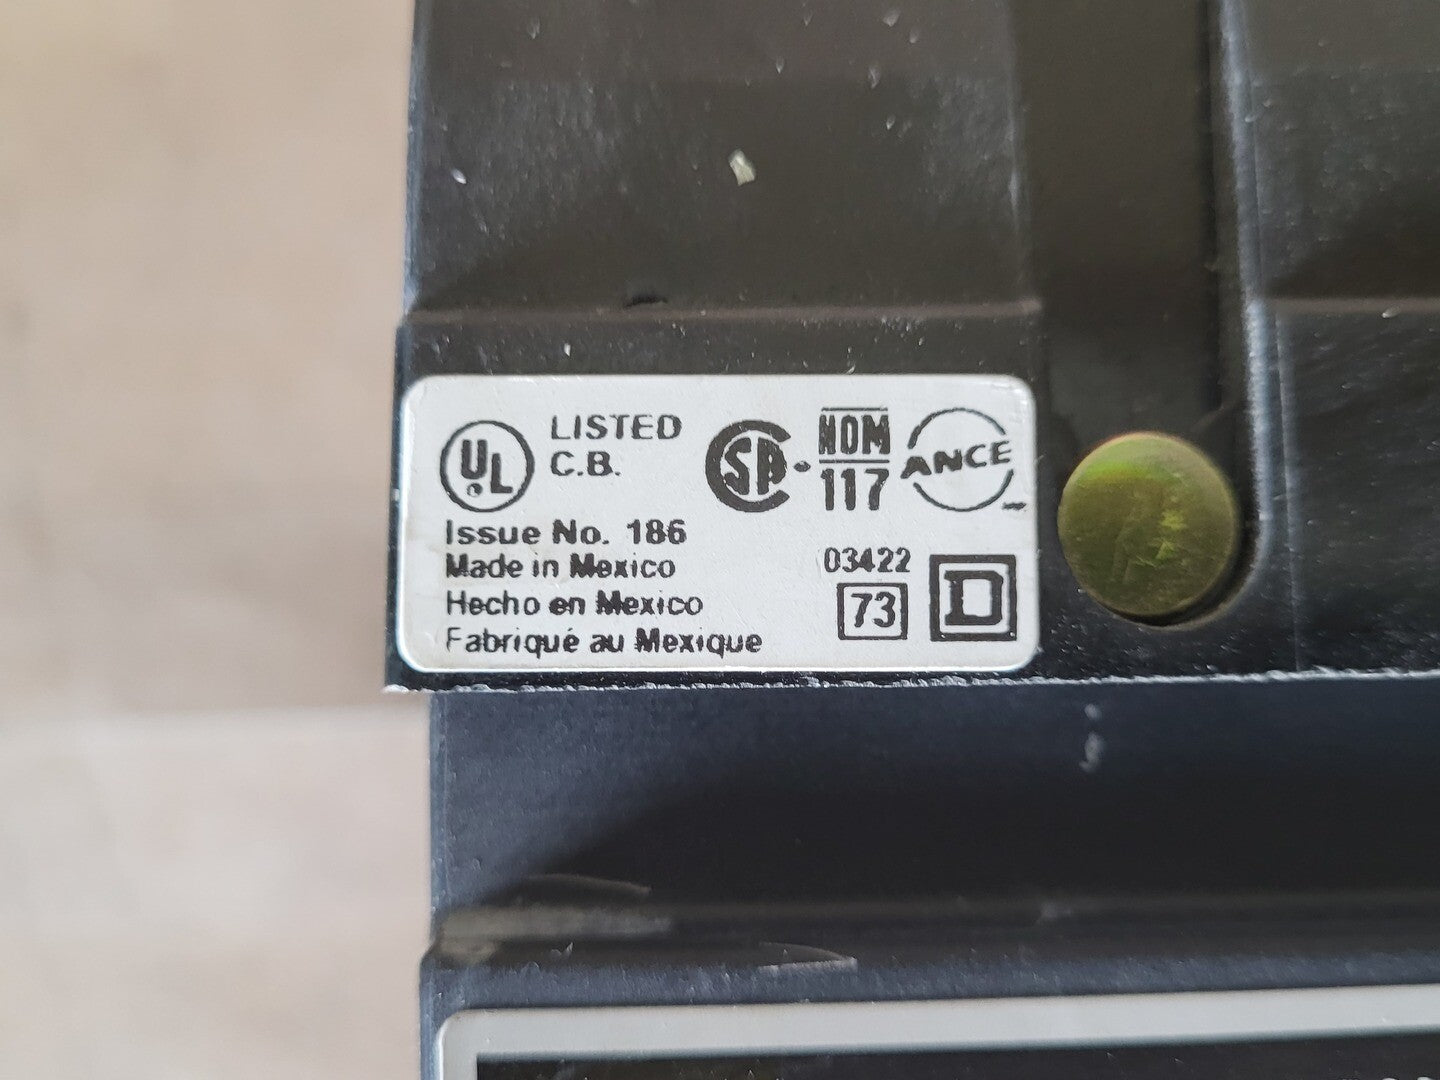 UL LISTED C.B.
Issue No. 186
Made in Mexico
Hecho en Mexico
Fabriqué au Mexique
SA
NOM 117
ANCE
03422
73
D